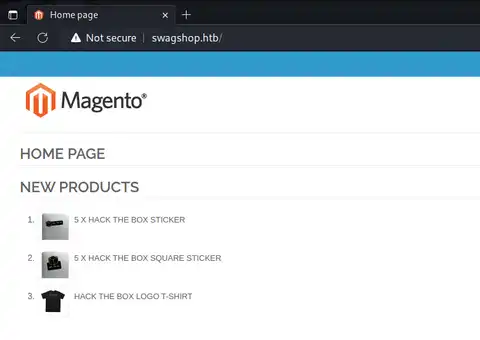 Home page
Not secure swagshop.htb/
Magento®
HOME PAGE
NEW PRODUCTS
1. 5 X HACK THE BOX STICKER
2. 5 X HACK THE BOX SQUARE STICKER
3. HACK THE BOX LOGO T-SHIRT